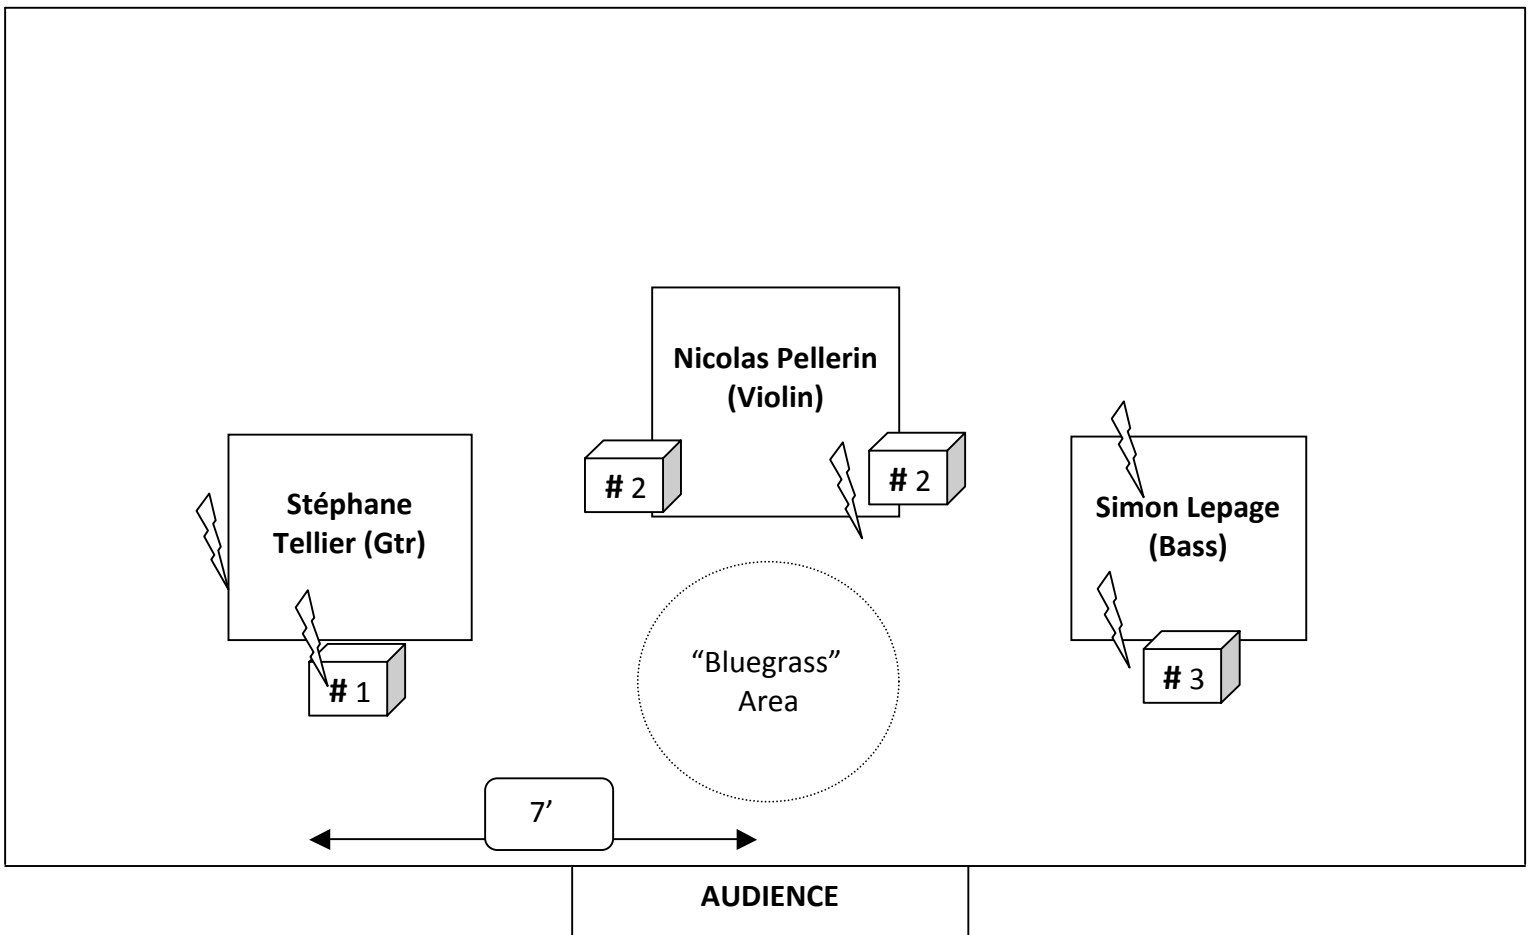 Nicolas Pellerin
(Violin)
# 2
# 2
Stéphane
Tellier (Gtr)
Simon Lepage
(Bass)
# 1
“Bluegrass”
Area
# 3
7’
AUDIENCE